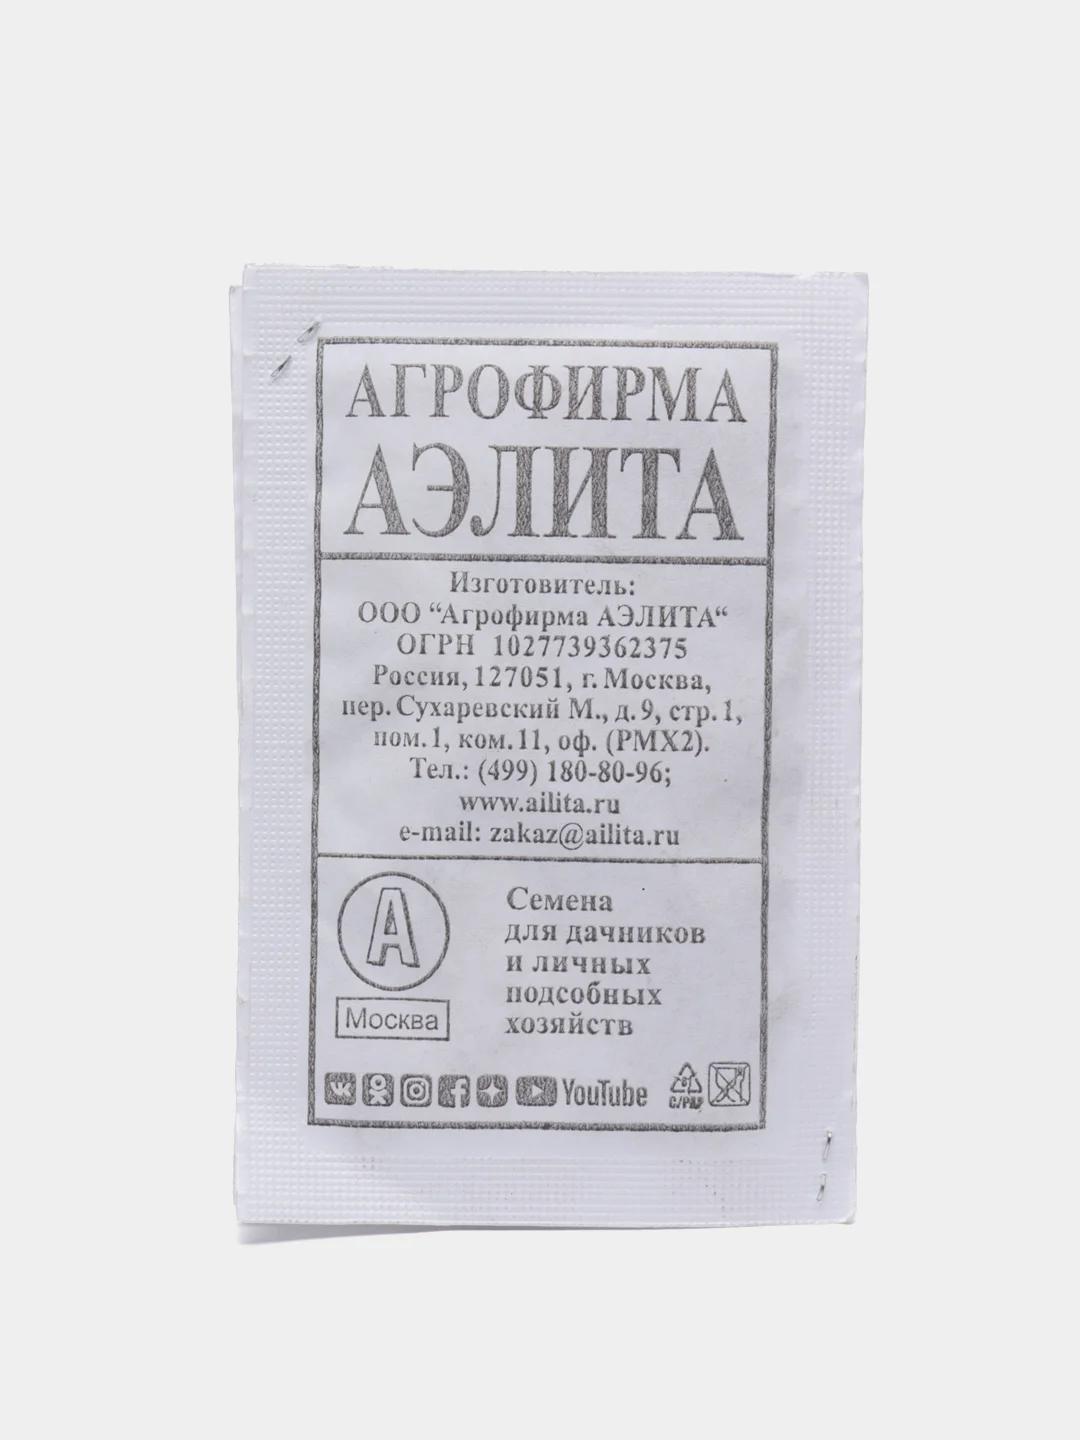 АГРОФИРМА
АЭЛИТА
Изготовитель:
ООО “Агрофирма АЭЛИТА“
ОГРН 1027739362375
Россия, 127051, г. Москва,
пер. Сухаревский М., д. 9, стр. 1,
пом. 1, ком. 11, оф. (РМХ2).
Тел.: (499) 180-80-96;
www.ailita.ru
e-mail: zakaz@ailita.ru
А
Москва
Семена
для дачников
и личных
подсобных
хозяйств
YouTube
C/PAP